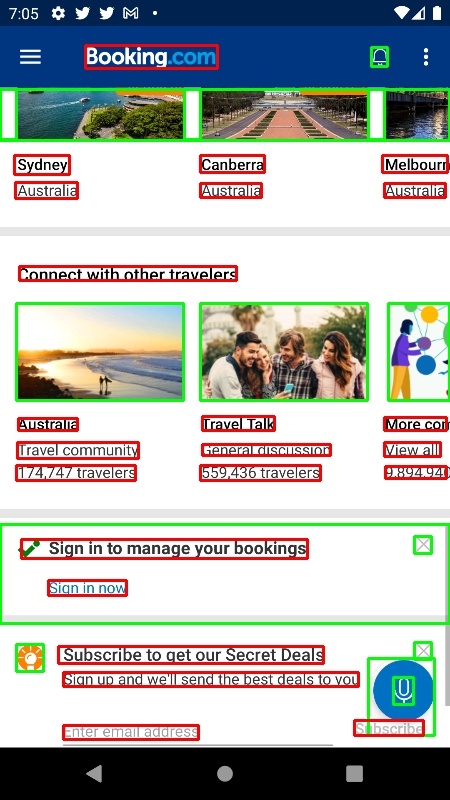 7:05
Booking.com
Sydney Canberra Melbourn
Australia Australia Australia
Connect with other travelers
Australia Travel Talk More con
Travel community General discussion View all
174,747 travelers 559,436 travelers 9,894,940
Sign in to manage your bookings
Sign in now
Subscribe to get our Secret Deals
Sign up and we'll send the best deals to you
Enter email address
Subscribe